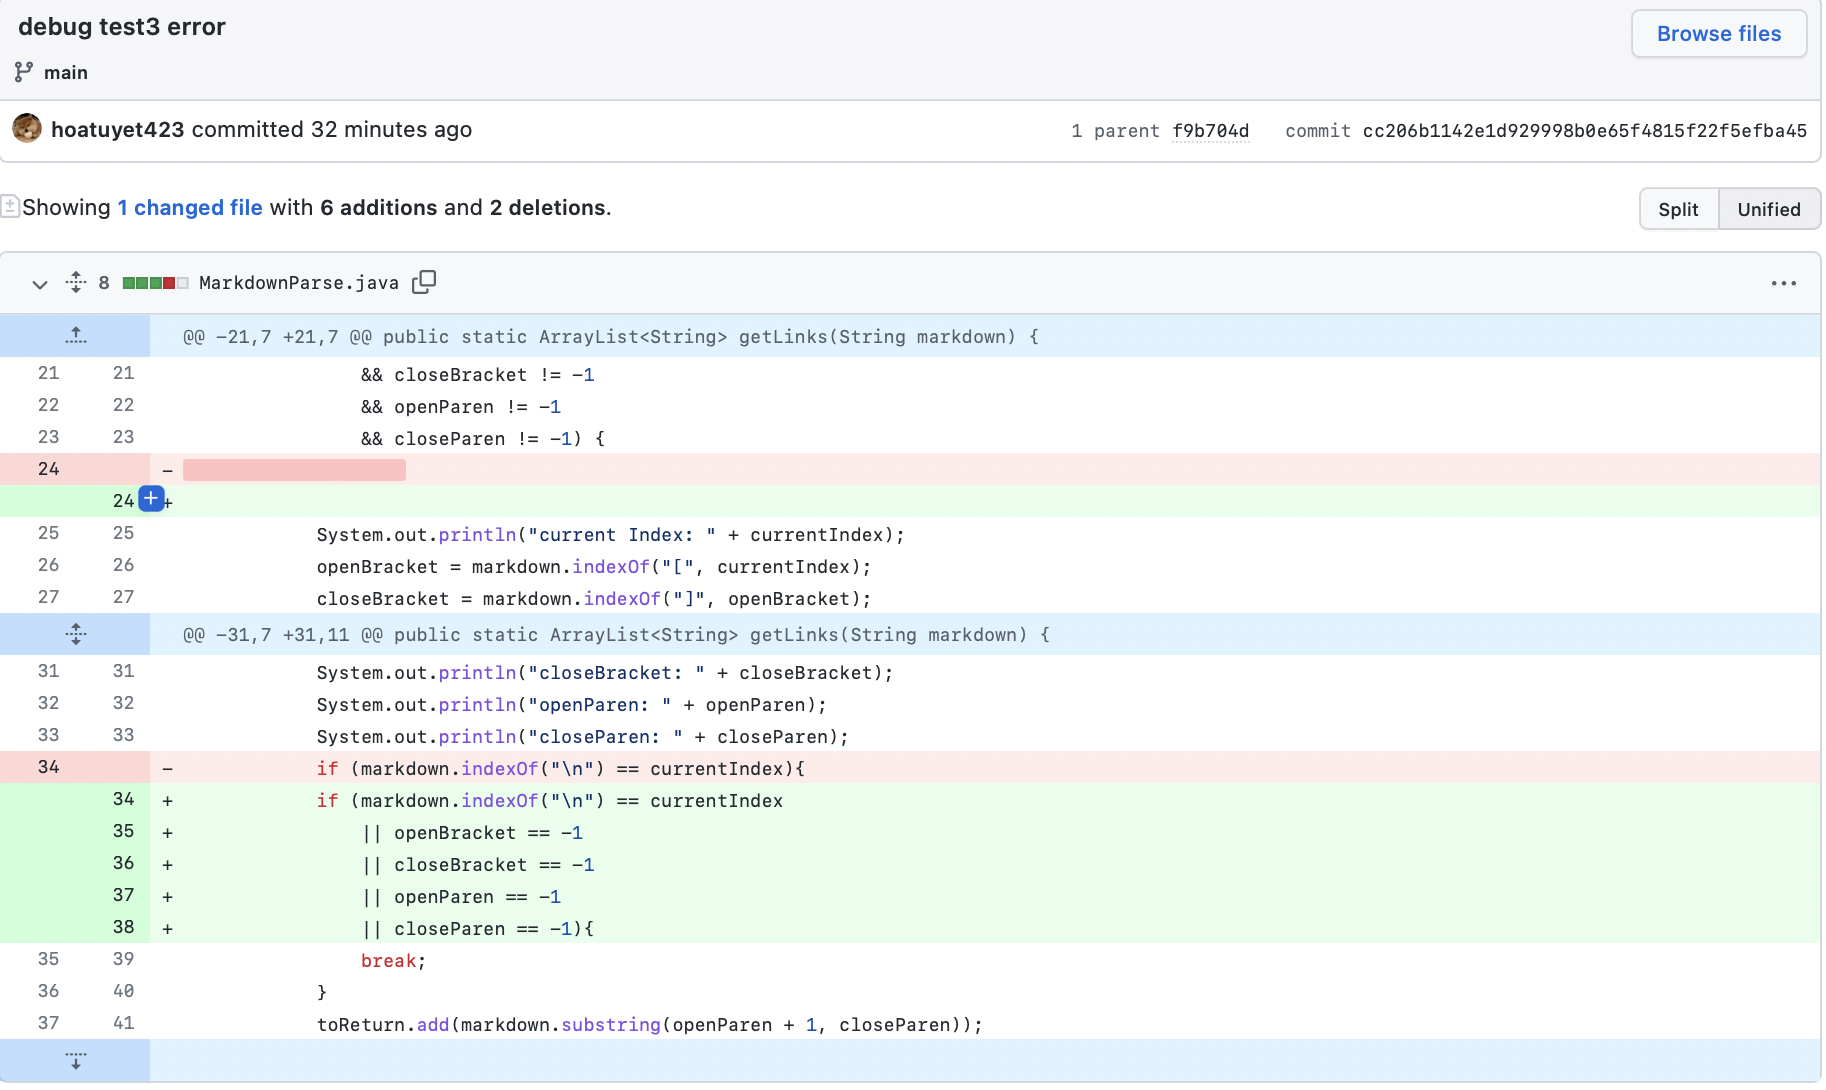 debug test3 error
Browse files
main
hoatuyet423 committed 32 minutes ago
1 parent f9b704d commit cc206b1142e1d929998b0e65f4815f22f5efba45
Showing 1 changed file with 6 additions and 2 deletions.
Split Unified
8 MarkdownParse.java
@@ -21,7 +21,7 @@ public static ArrayList<String> getLinks(String markdown) {
21 21 && closeBracket != -1
22 22 && openParen != -1
23 23 && closeParen != -1) {
24 -
24 +
25 25 System.out.println("current Index: " + currentIndex);
26 26 openBracket = markdown.indexOf("[", currentIndex);
27 27 closeBracket = markdown.indexOf("]", openBracket);
@@ -31,7 +31,11 @@ public static ArrayList<String> getLinks(String markdown) {
31 31 System.out.println("closeBracket: " + closeBracket);
32 32 System.out.println("openParen: " + openParen);
33 33 System.out.println("closeParen: " + closeParen);
34 - if (markdown.indexOf("\n") == currentIndex){
34 + if (markdown.indexOf("\n") == currentIndex
35 + || openBracket == -1
36 + || closeBracket == -1
37 + || openParen == -1
38 + || closeParen == -1){
35 39 break;
36 40 }
37 41 toReturn.add(markdown.substring(openParen + 1, closeParen));